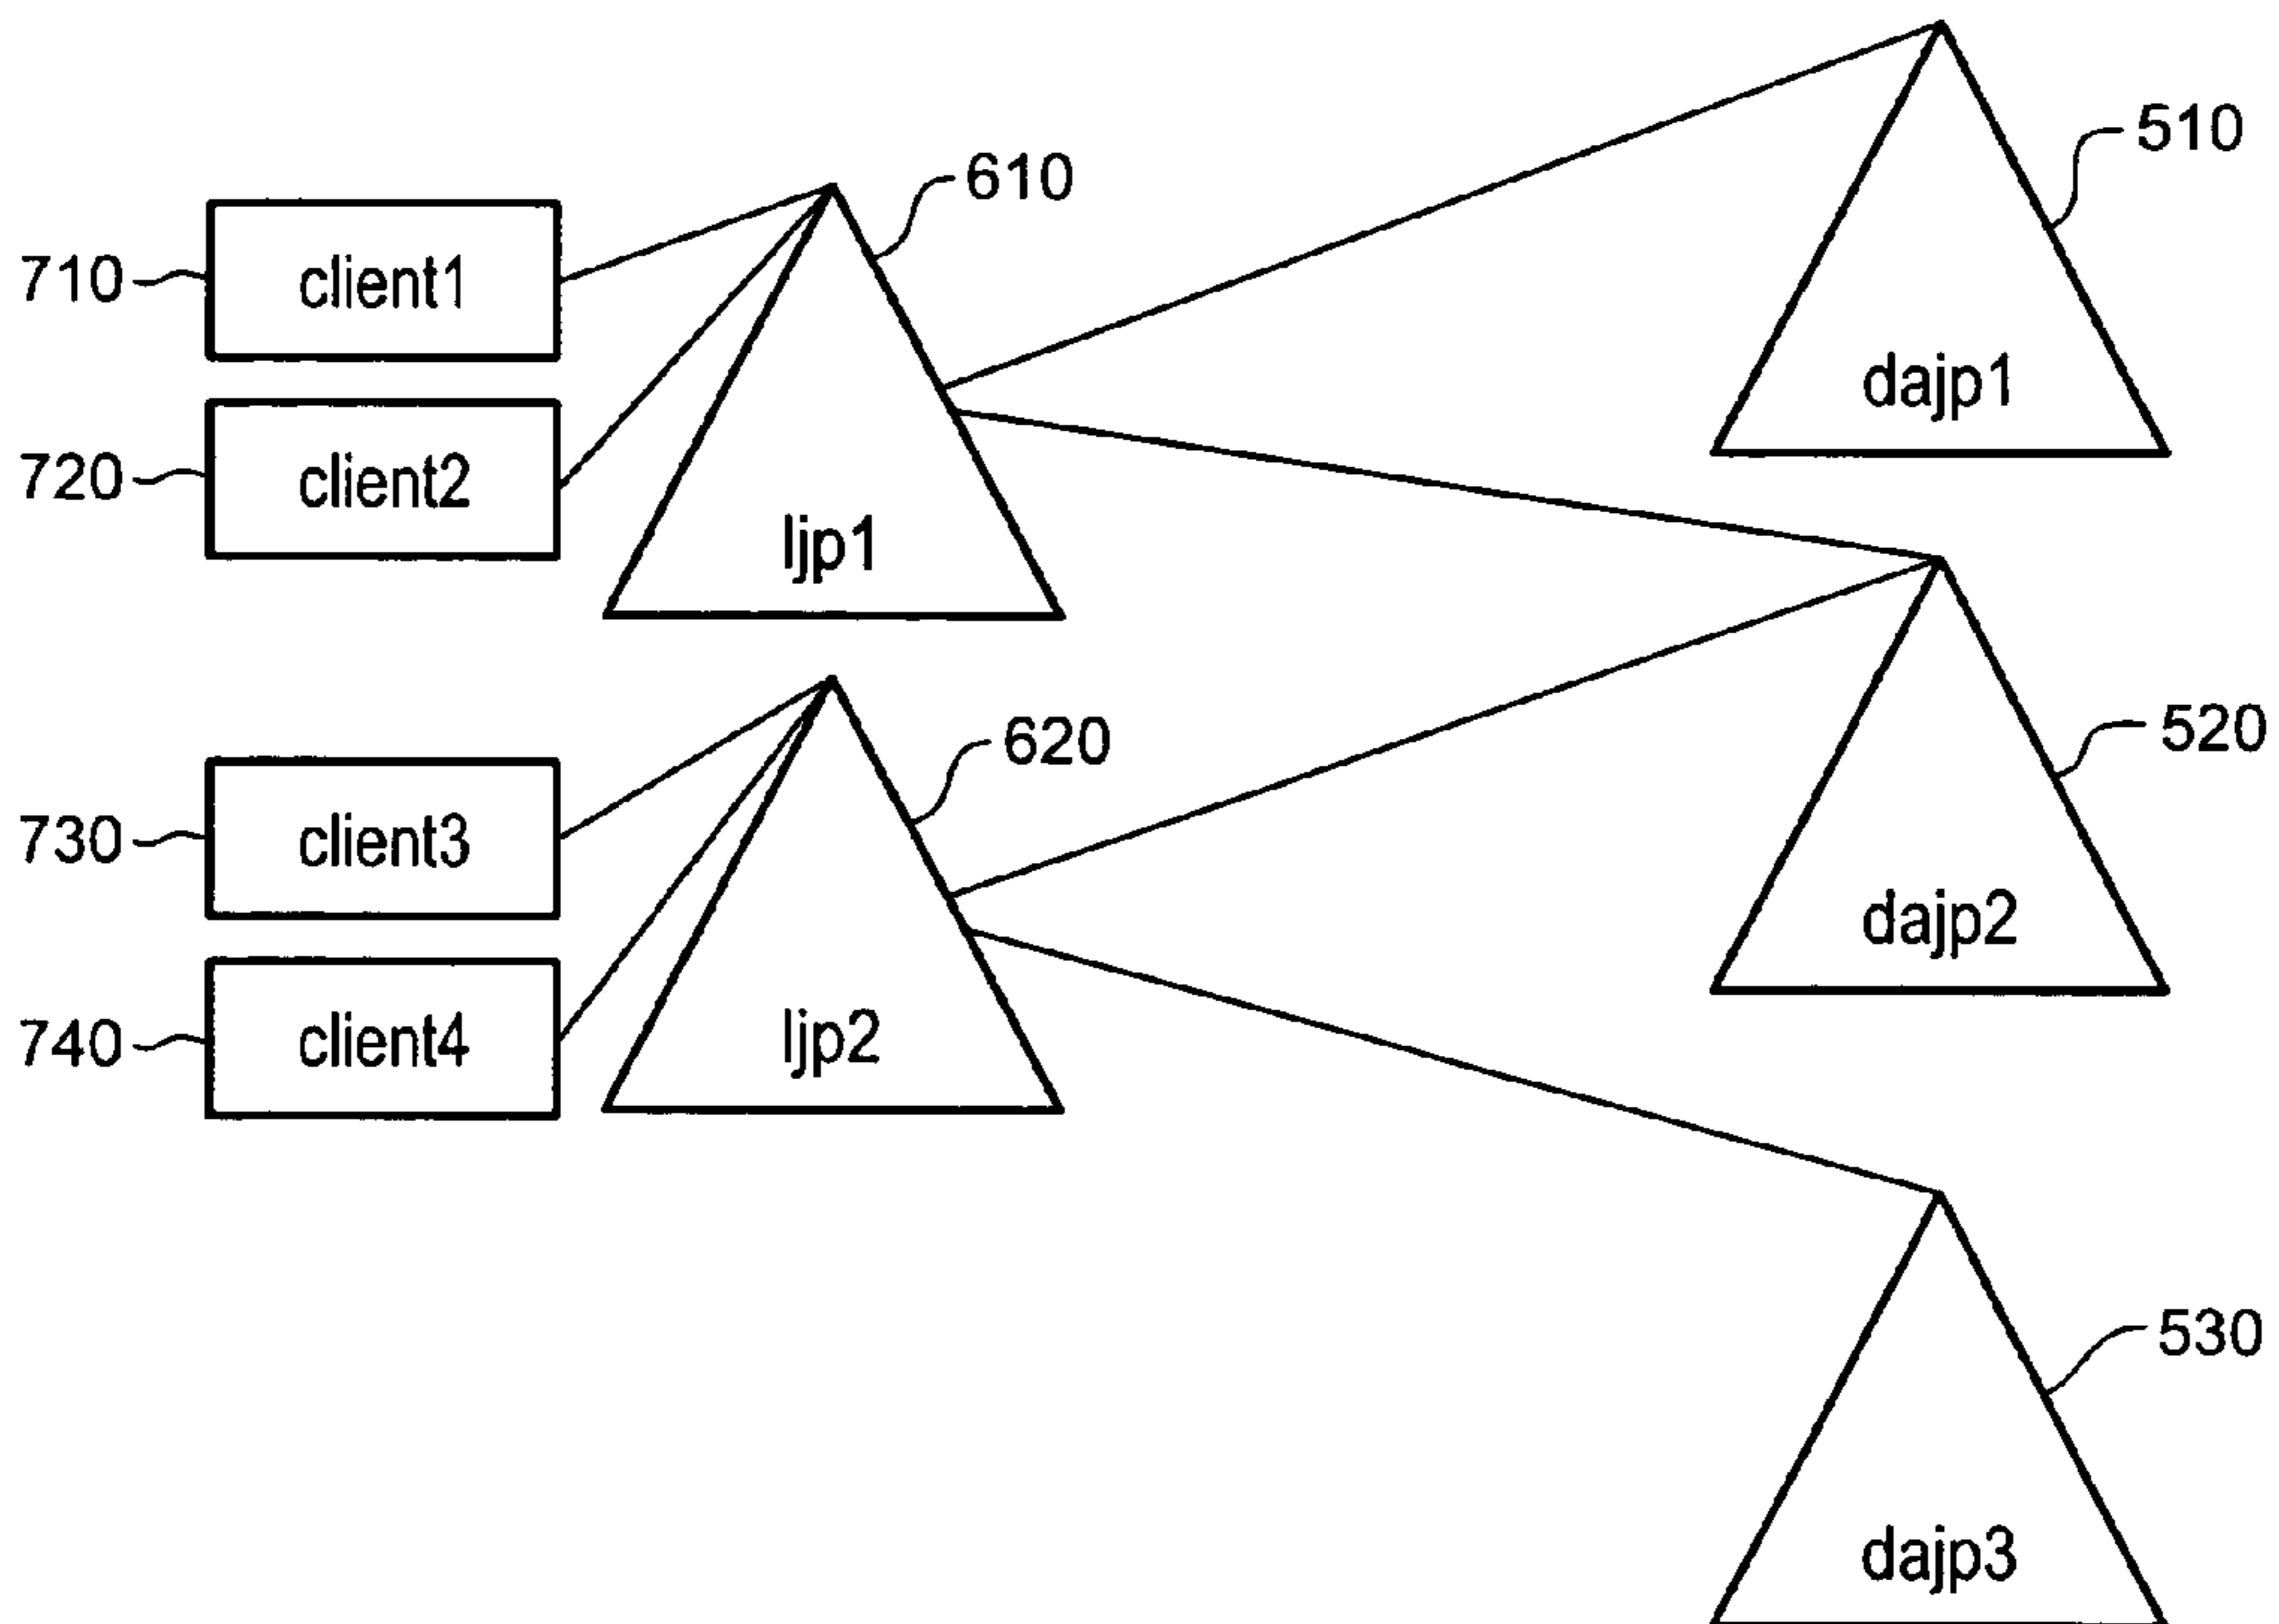 510
610
710
client1
dajp1
720
client2
ljp1
520
620
730
client3
dajp2
740
client4
ljp2
530
dajp3